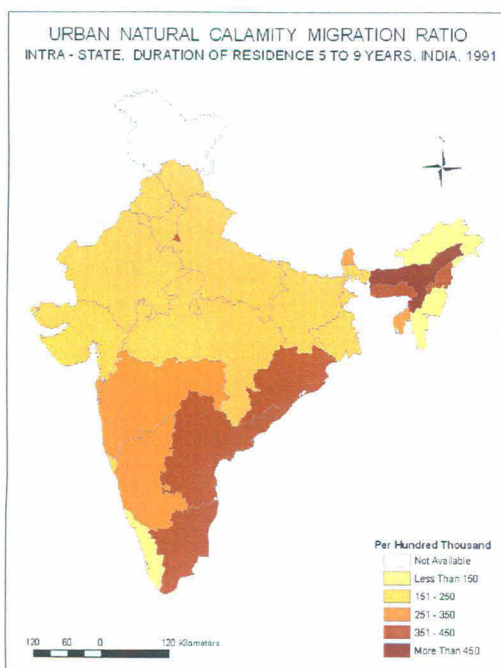 URBAN NATURAL CALAMITY MIGRATION RATIO
INTRA - STATE, DURATION OF RESIDENCE 5 TO 9 YEARS, INDIA, 1991
Per Hundred Thousand
Not Available
Less Than 150
151 - 250
251 - 350
351 - 450
More Than 450
120 60 0 120 Kilometers